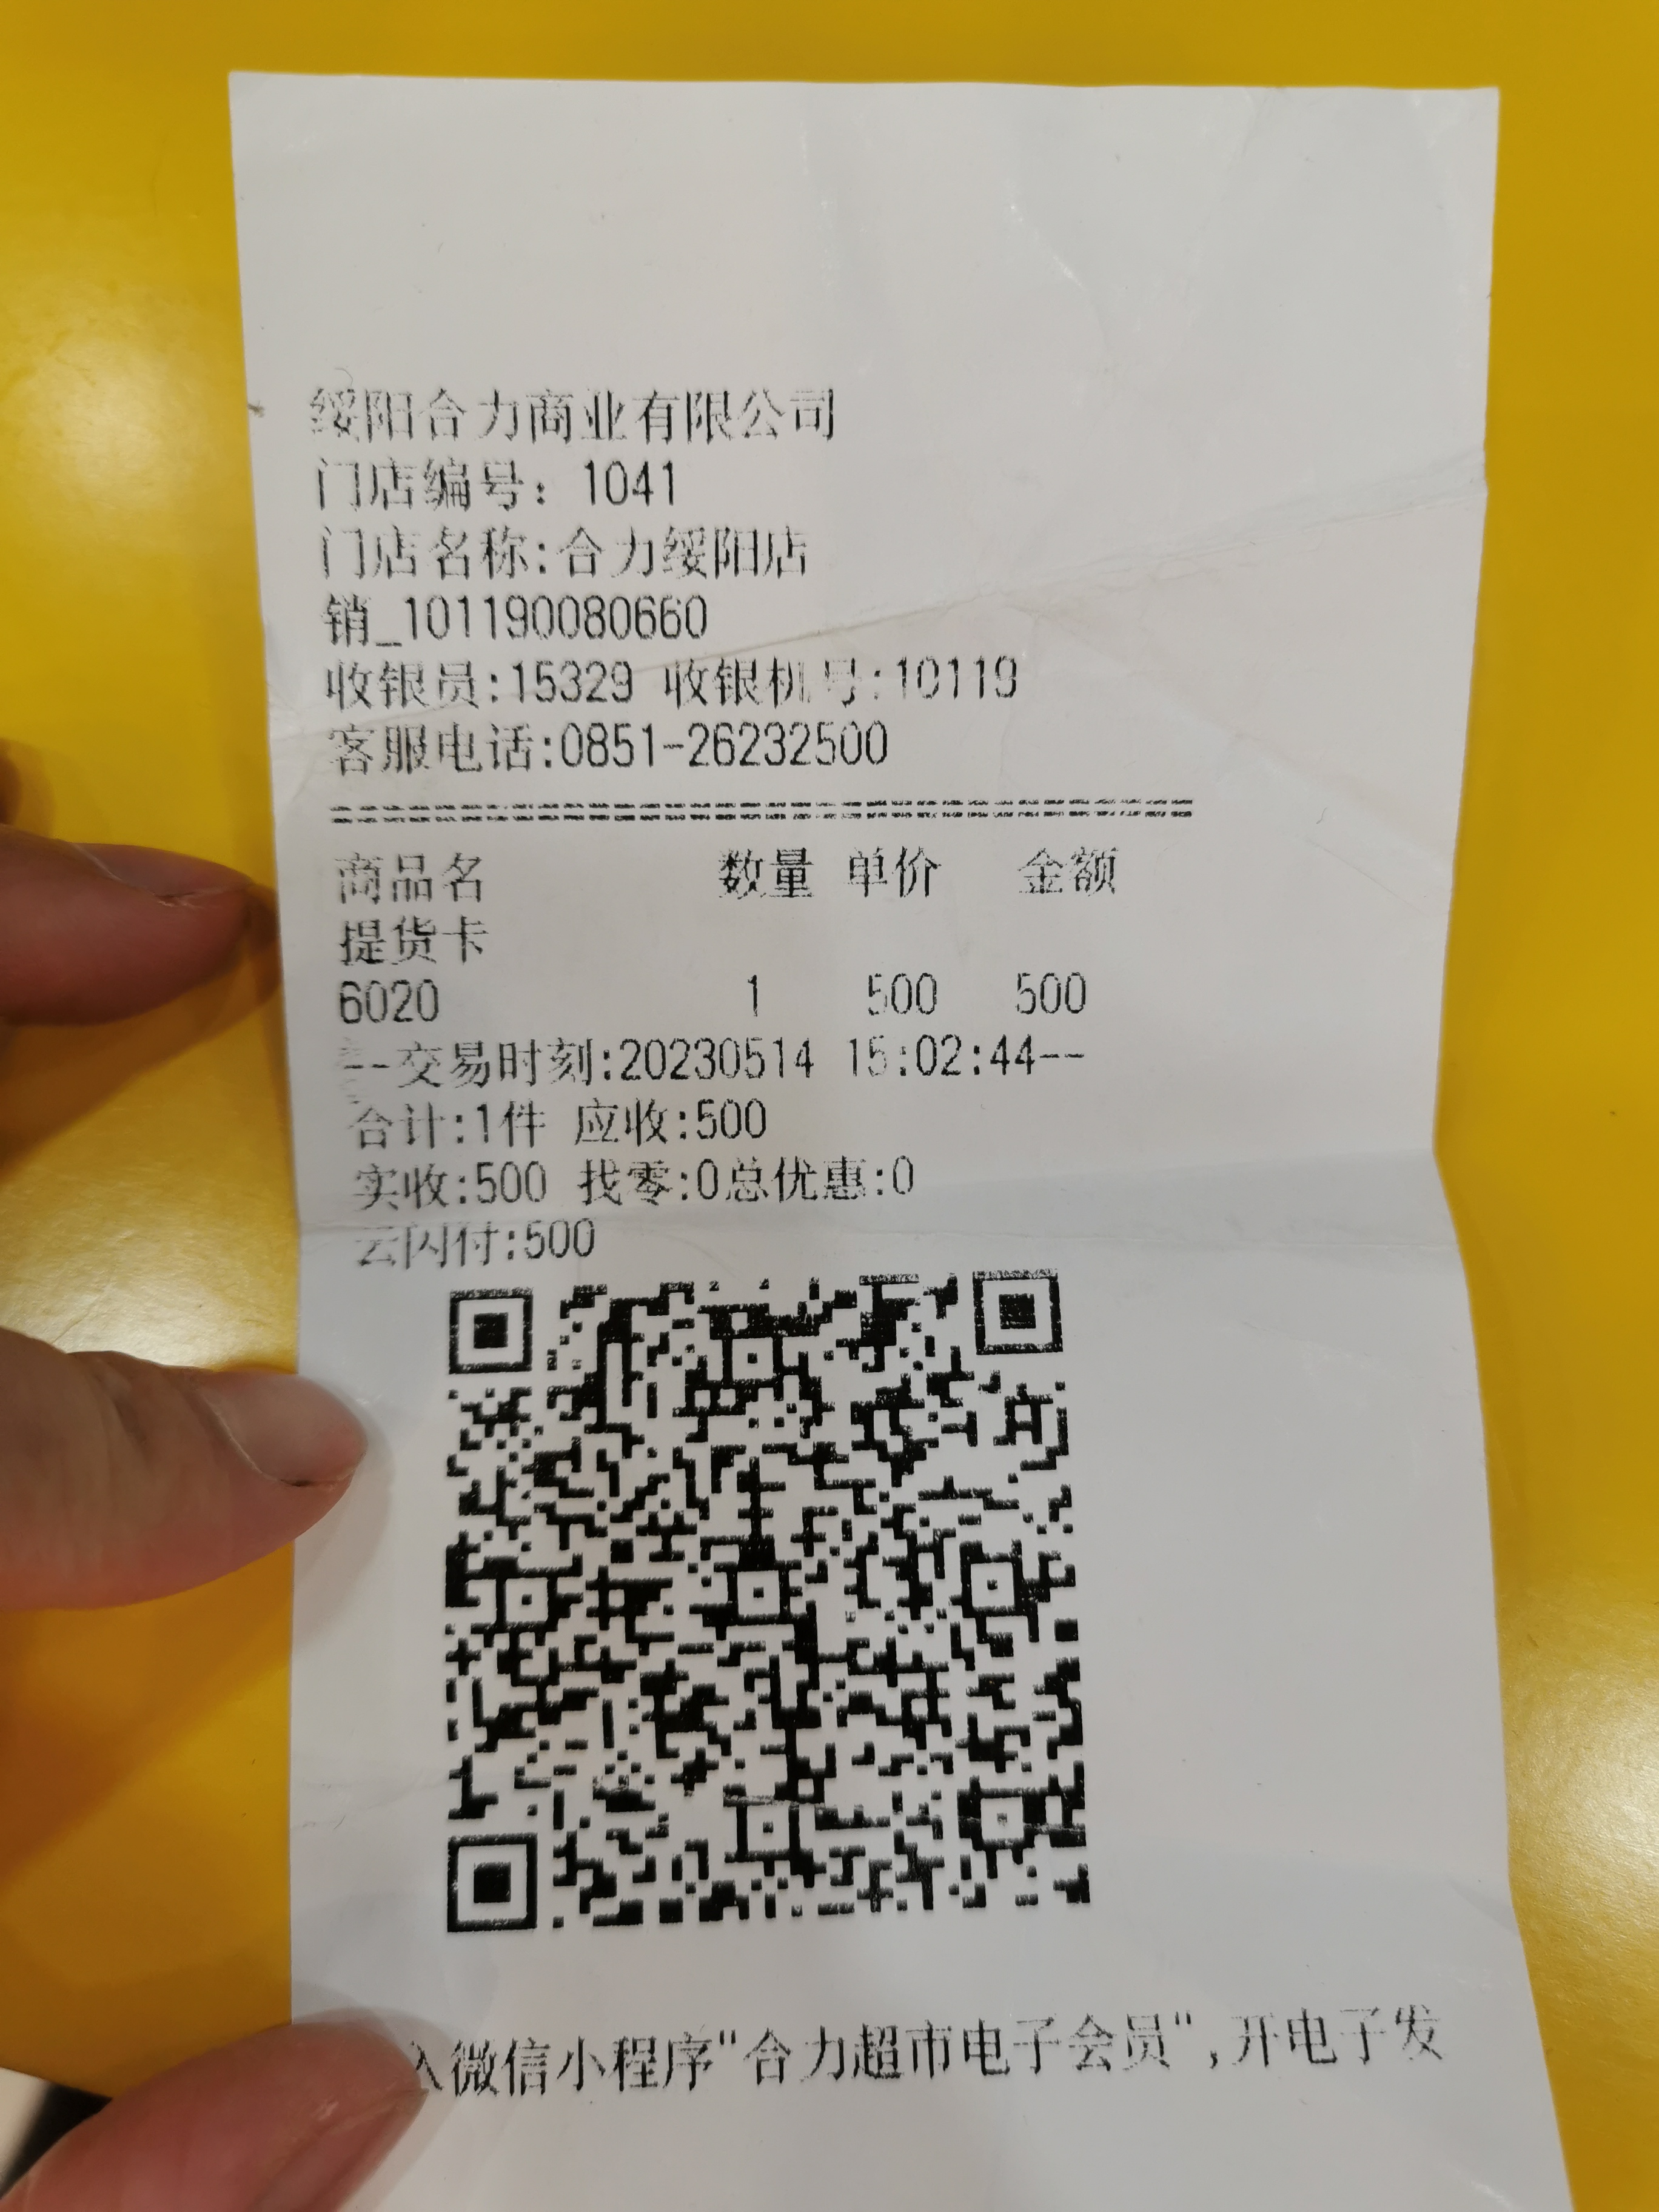 绥阳合力商业有限公司
门店编号：1041
门店名称:合力绥阳店
销_101190080660
收银员:15329 收银机号:10119
客服电话:0851-26232500
商品名 数量 单价 金额
提货卡
6020 1 500 500
--交易时刻:20230514 15:02:44--
合计:1件 应收:500
实收:500 找零:0总优惠:0
云闪付:500
入微信小程序"合力超市电子会员",开电子发